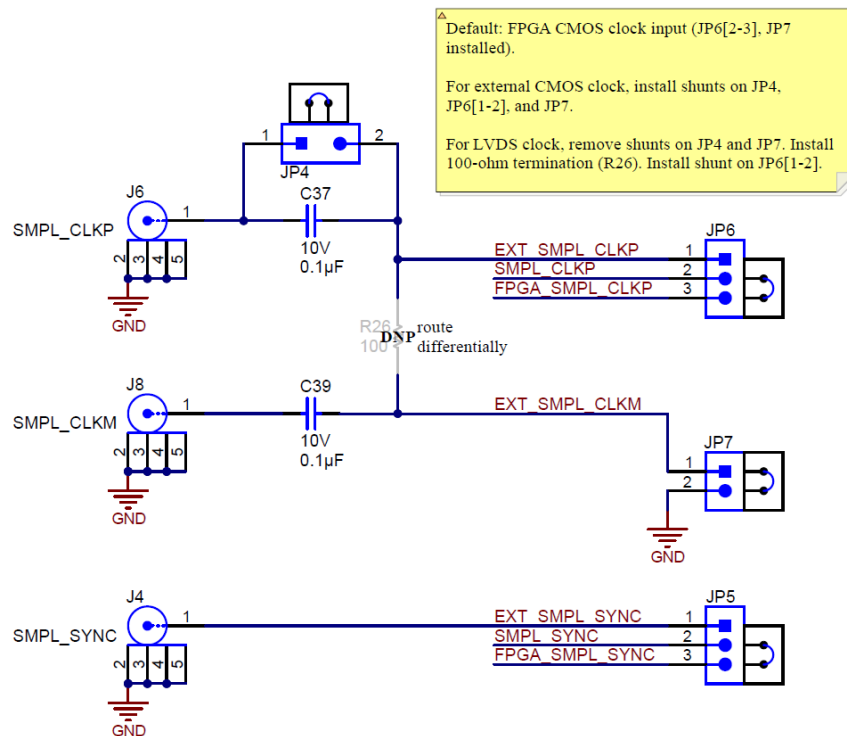 Default: FPGA CMOS clock input (JP6[2-3], JP7
installed).
For external CMOS clock, install shunts on JP4,
JP6[1-2], and JP7.
For LVDS clock, remove shunts on JP4 and JP7. Install
100-ohm termination (R26). Install shunt on JP6[1-2].
1 2
JP4
J6
C37
1
SMPL_CLKP
10V
0.1µF
2 3 4 5
GND
JP6
EXT_SMPL_CLKP 1
SMPL_CLKP 2
FPGA_SMPL_CLKP 3
R26 DNP route
100 differentially
J8
C39
1
SMPL_CLKM
10V
0.1µF
2 3 4 5
GND
EXT_SMPL_CLKM
JP7
1
2
GND
J4
1
SMPL_SYNC
2 3 4 5
GND
JP5
EXT_SMPL_SYNC 1
SMPL_SYNC 2
FPGA_SMPL_SYNC 3